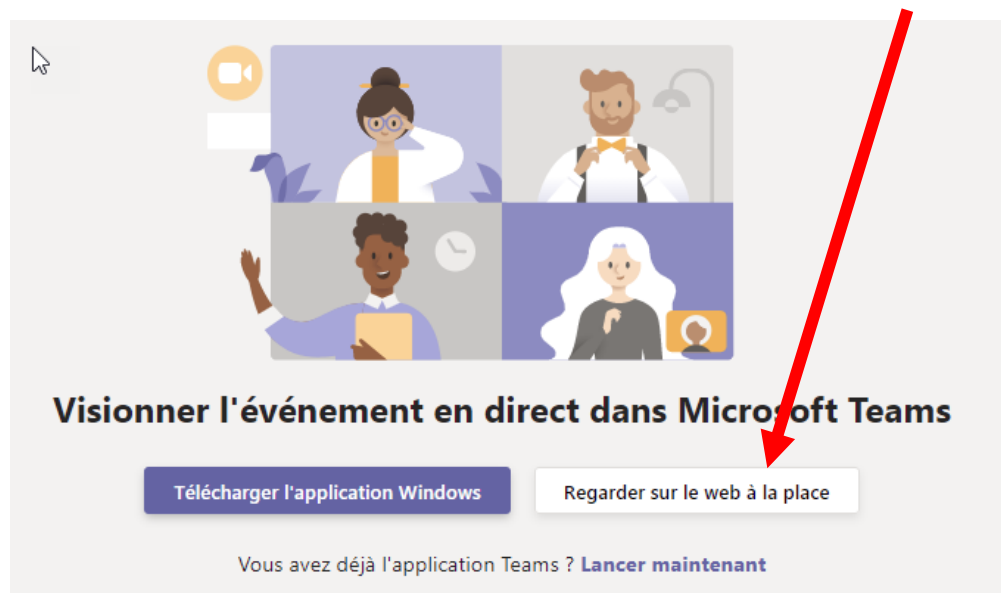 Visionner l'événement en direct dans Microsoft Teams
Télécharger l'application Windows
Regarder sur le web à la place
Vous avez déjà l'application Teams ? Lancer maintenant